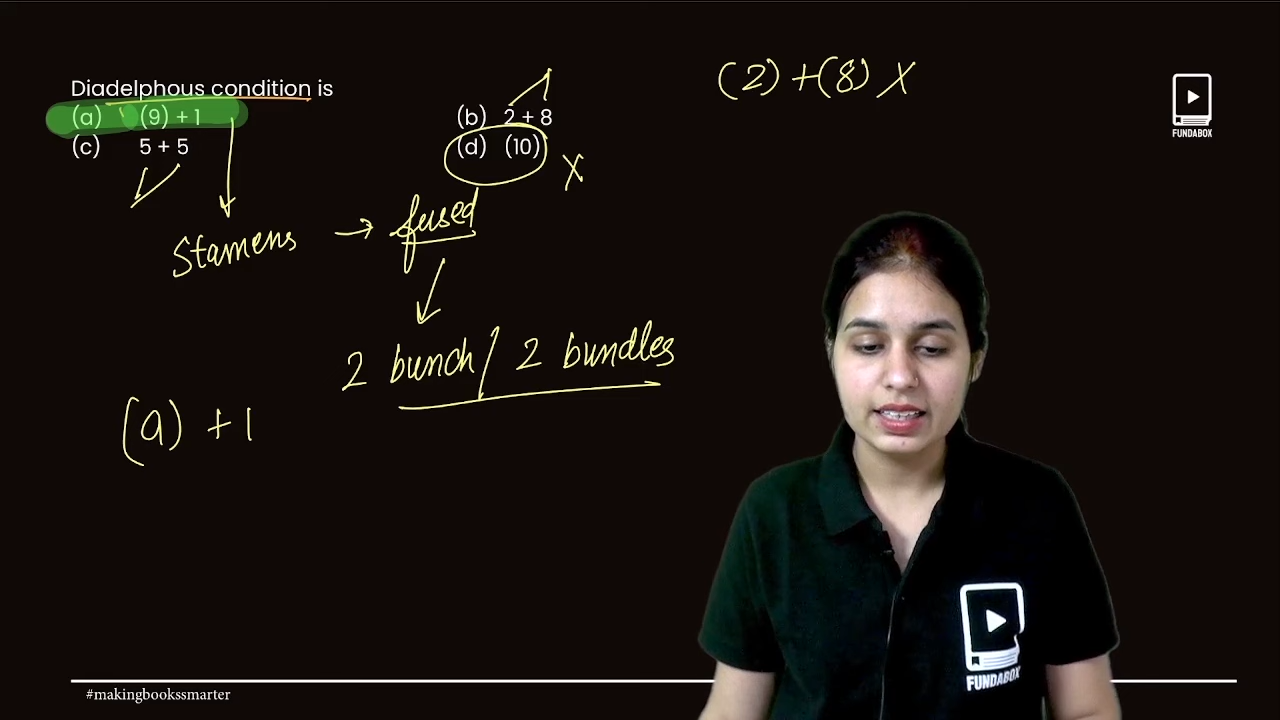 Diadelphous condition is
(a) (9) + 1
(b) 2 + 8
(c) 5 + 5
(d) (10)
(2) + (8) X
X
Stamens → fused
2 bunch / 2 bundles
(9) + 1
FUNDABOX
FUNDABOX
#makingbookssmarter